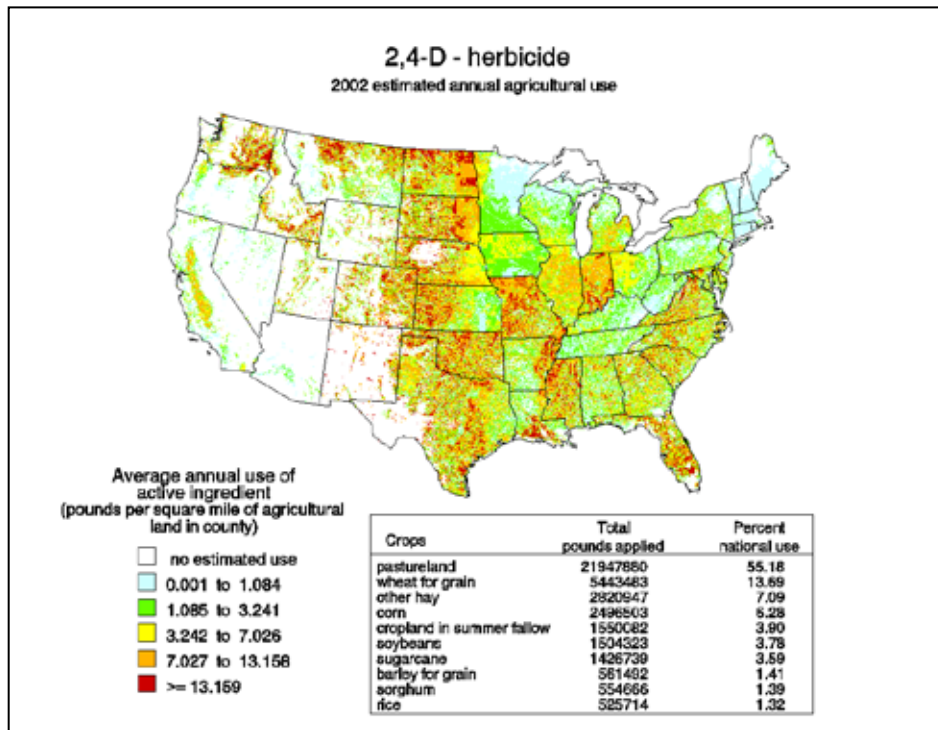 2,4-D - herbicide
2002 estimated annual agricultural use
Average annual use of
active ingredient
(pounds per square mile of agricultural
land in county)
no estimated use
0.001 to 1.084
1.085 to 3.241
3.242 to 7.026
7.027 to 13.158
>= 13.159
Crops Total pounds applied Percent national use
pastureland 21947880 55.18
wheat for grain 5443483 13.69
other hay 2820947 7.09
corn 2496503 6.28
cropland in summer fallow 1550082 3.90
soybeans 1504323 3.78
sugarcane 1426739 3.59
barley for grain 561492 1.41
sorghum 554666 1.39
rice 525714 1.32